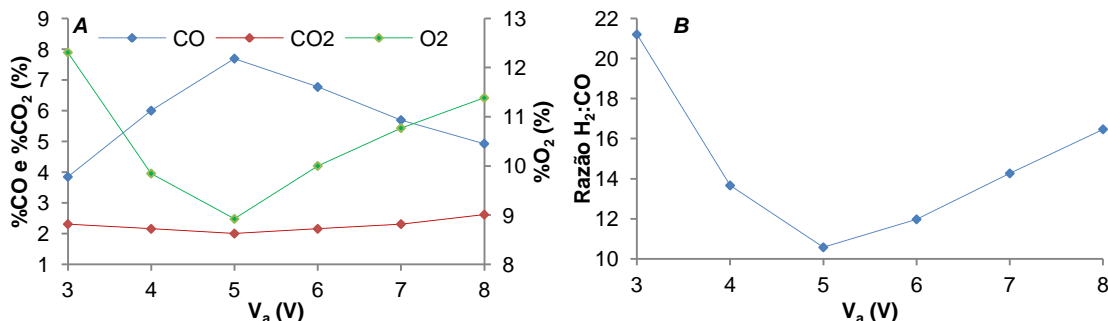 A
CO CO2 O2
%CO e %CO₂ (%)
9
8
7
6
5
4
3
2
1
13
12
11
10
9
8
%O₂ (%)
3 4 5 6 7 8
Vₐ (V)
B
Razão H₂:CO
22
20
18
16
14
12
10
3 4 5 6 7 8
Vₐ (V)